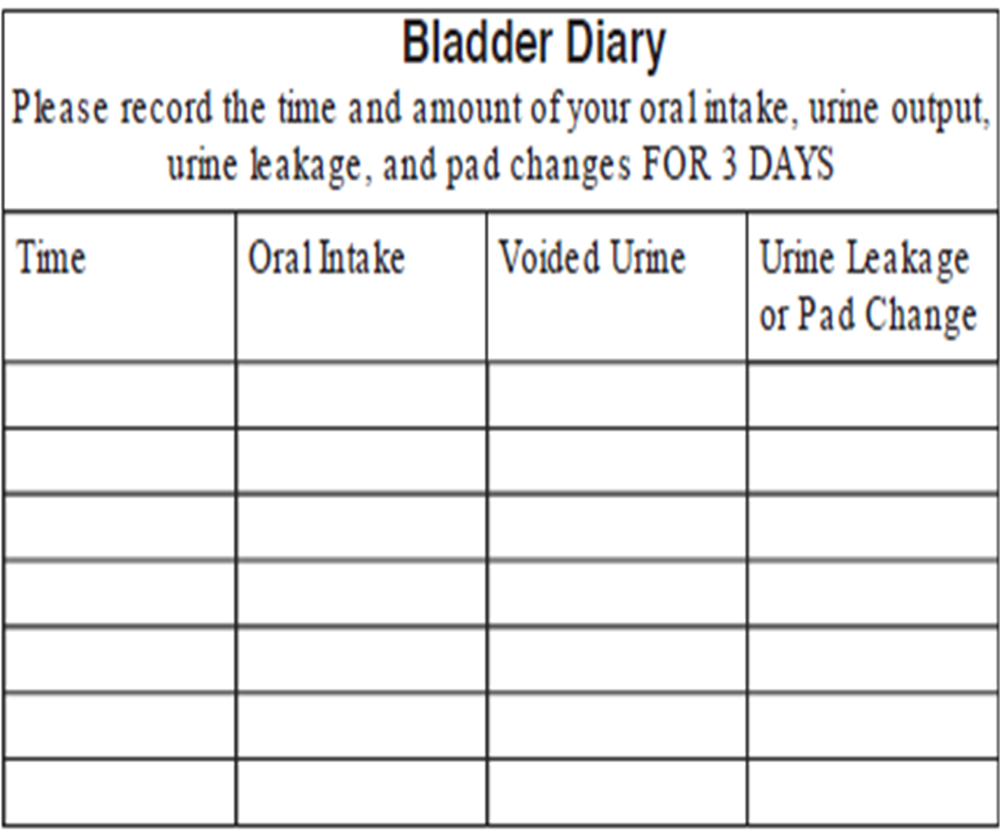 Bladder Diary
Please record the time and amount of your oral intake, urine output,
urine leakage, and pad changes FOR 3 DAYS
Time
Oral Intake
Voided Urine
Urine Leakage
or Pad Change